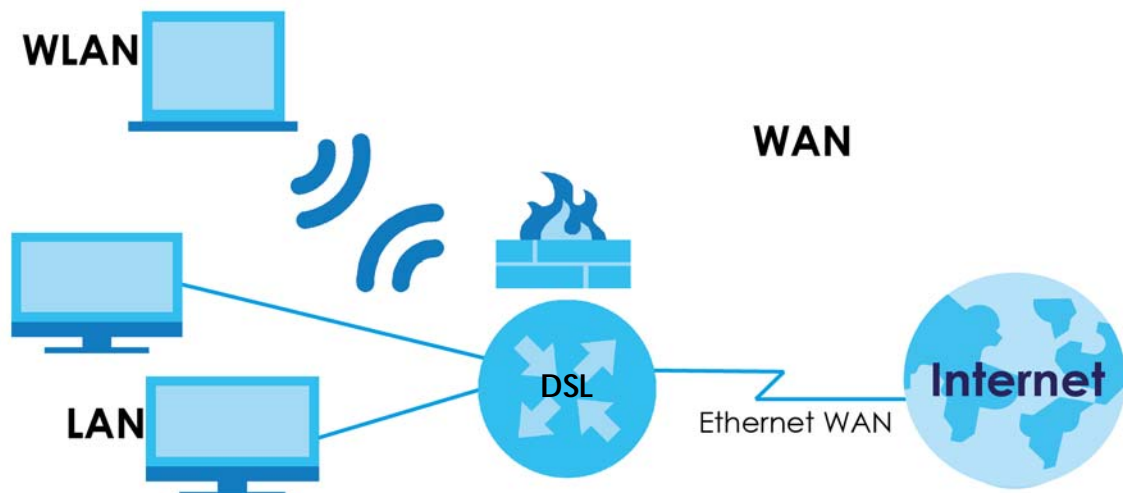 WLAN
WAN
DSL
Internet
Ethernet WAN
LAN